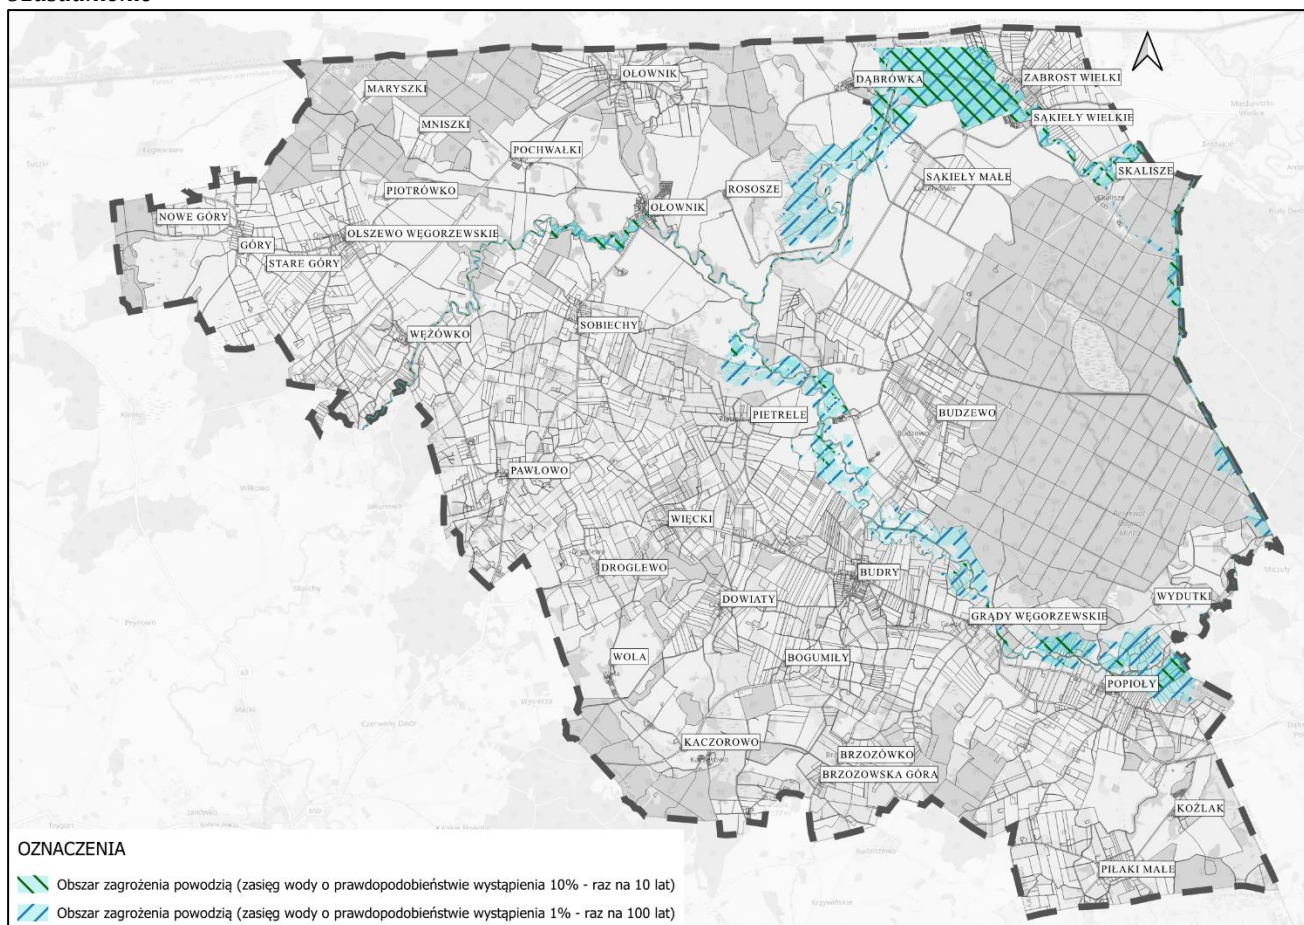 OŁOWNIK
DĄBRÓWKA
ZABROST WIELKI
MARYSZKI
SĄKIEŁY WIELKIE
MNISZKI
POCHWAŁKI
SKALISZE
SĄKIEŁY MAŁE
PIOTRÓWKO
ROSOSZE
OŁOWNIK
NOWE GÓRY
OLSZEWO WĘGORZEWSKIE
GÓRY
STARE GÓRY
SOBIECHY
WĘŻÓWKO
PIETRELE
BUDZEWO
PAWŁOWO
WIĘCKI
DROGLEWO
BUDRY
DOWIATY
WYDUTKI
GRĄDY WĘGORZEWSKIE
WOLA
BOGUMIŁY
POPIOŁY
KACZOROWO
BRZOZÓWKO
BRZOZOWSKA GÓRA
KOŹLAK
PIŁAKI MAŁE
OZNACZENIA
Obszar zagrożenia powodzią (zasięg wody o prawdopodobieństwie wystąpienia 10% - raz na 10 lat)
Obszar zagrożenia powodzią (zasięg wody o prawdopodobieństwie wystąpienia 1% - raz na 100 lat)